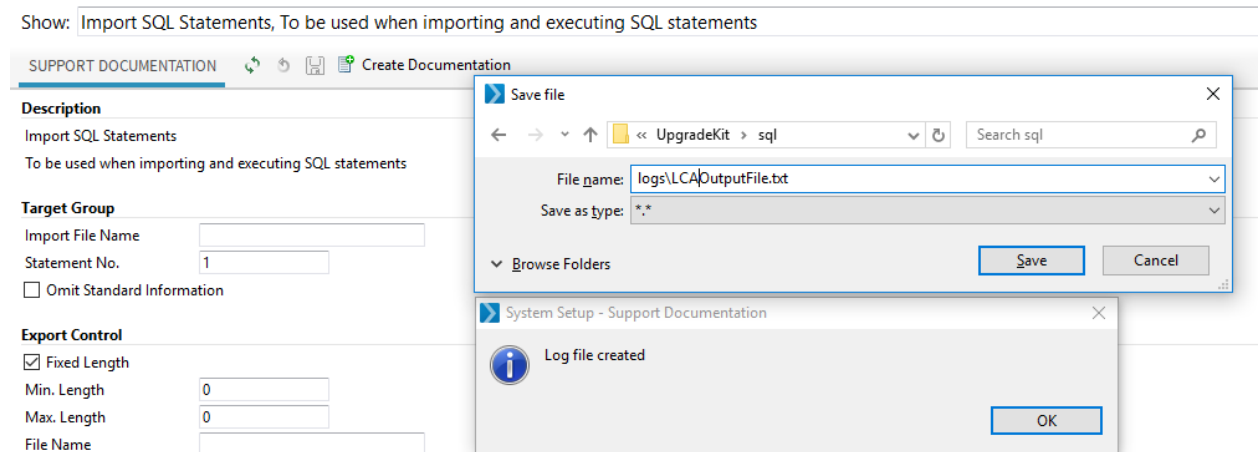 Show: Import SQL Statements, To be used when importing and executing SQL statements
SUPPORT DOCUMENTATION Create Documentation
Description
Import SQL Statements
To be used when importing and executing SQL statements
Target Group
Import File Name
Statement No. 1
Omit Standard Information
Export Control
Fixed Length
Min. Length 0
Max. Length 0
File Name
Save file
« UpgradeKit › sql Search sql
File name: logs\LCAOutputFile.txt
Save as type: *.*
Browse Folders Save Cancel
System Setup - Support Documentation
Log file created
OK